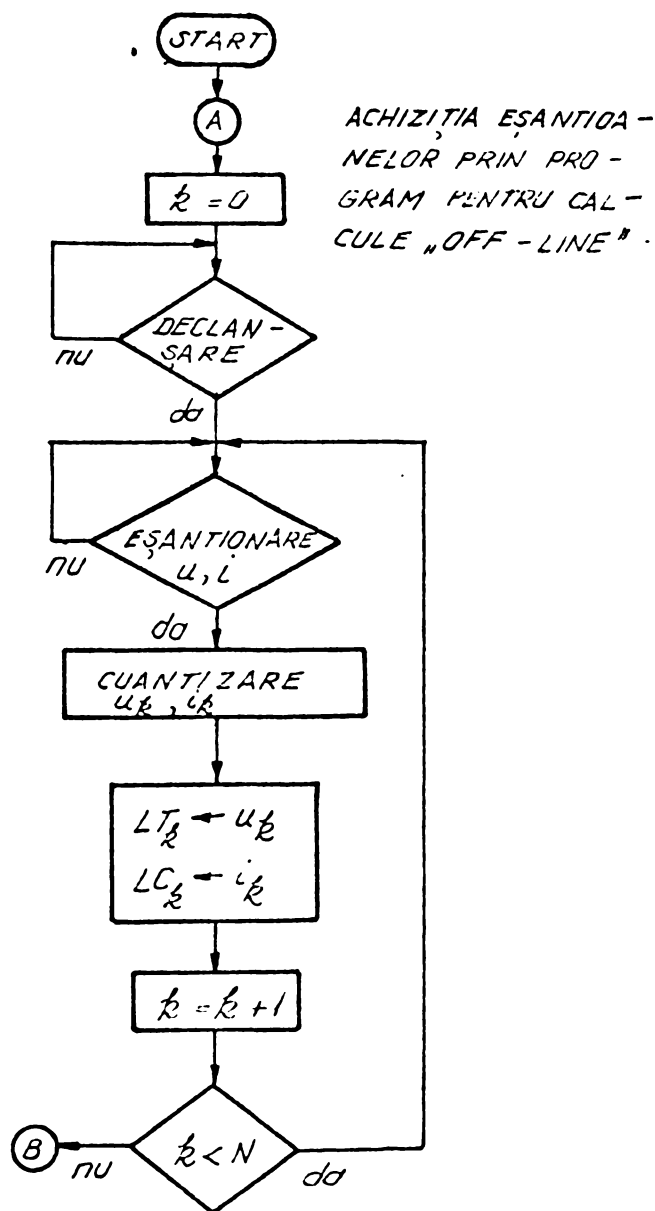 START
A
ACHIZIȚIA EȘANTIOA-
NELOR PRIN PRO-
GRAM PENTRU CAL-
CULE „OFF-LINE”.
k = 0
DECLAN-
ȘARE
nu
da
EȘANTIONARE
u, i
nu
da
CUANTIZARE
uk, ik
LTk ← uk
LCk ← ik
k = k + 1
k < N
B
nu
da